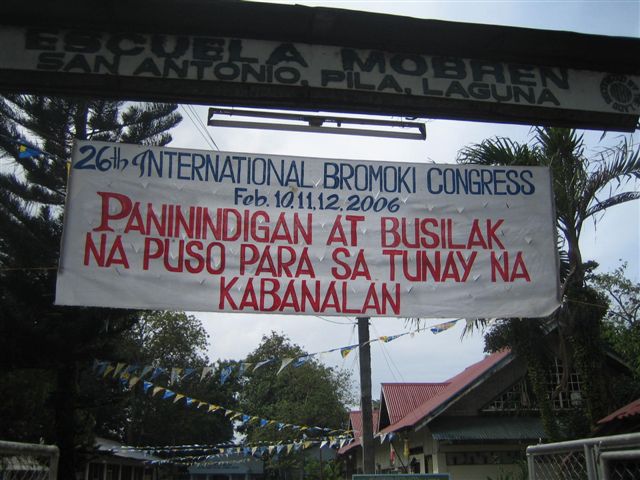 ESCUELA MOBREN
SAN ANTONIO, PILA, LAGUNA
26th INTERNATIONAL BROMOKI CONGRESS
Feb. 10,11,12, 2006
PANINDIGAN AT BUSILAK
NA PUSO PARA SA TUNAY NA
KABANALAN